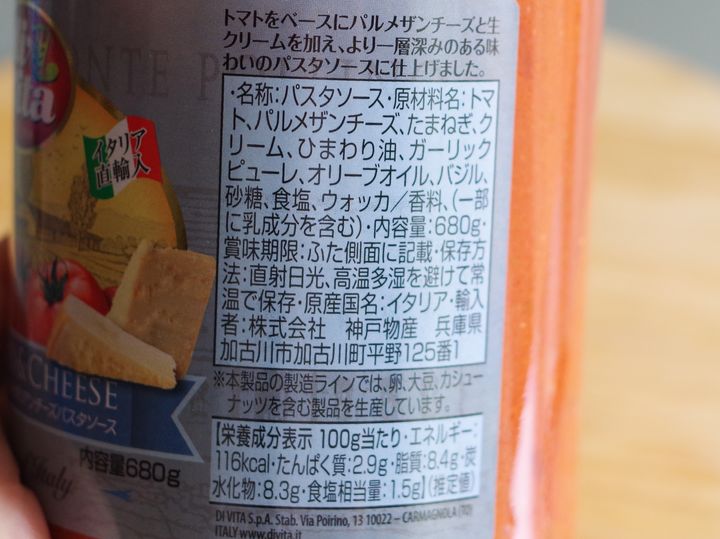 トマトをベースにパルメザンチーズと生
クリームを加え、より一層深みのある味
わいのパスタソースに仕上げました。
・名称:パスタソース・原材料名:トマ
ト、パルメザンチーズ、たまねぎ、ク
リーム、ひまわり油、ガーリック
ピューレ、オリーブオイル、バジル、
砂糖、食塩、ウォッカ／香料、(一部
に乳成分を含む)・内容量:680g・
賞味期限:ふた側面に記載・保存方
法:直射日光、高温多湿を避けて常
温で保存・原産国名:イタリア・輸入
者:株式会社 神戸物産 兵庫県
加古川市加古川町平野125番1
※本製品の製造ラインでは、卵、大豆、カシュー
ナッツを含む製品を生産しています。
【栄養成分表示 100g当たり・エネルギー:
116kcal・たんぱく質:2.9g・脂質:8.4g・炭
水化物:8.3g・食塩相当量:1.5g】(推定値)
DI VITA S.p.A. Stab. Via Poirino, 13 10022 – CARMAGNOLA (TO)
ITALY www.divita.it
イタリア
直輸入
CHEESE
チーズパスタソース
内容量680g
Italy